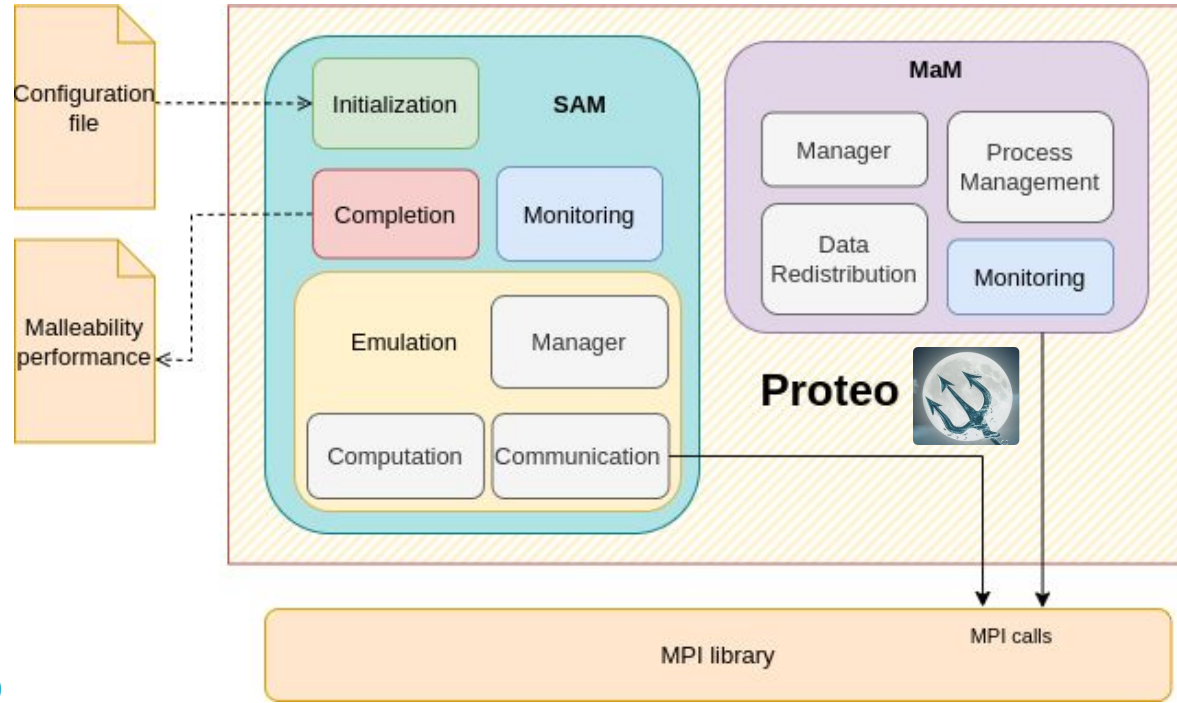 Configuration
file
Malleability
performance
Initialization
SAM
Completion
Monitoring
Emulation
Manager
Computation
Communication
MaM
Manager
Process
Management
Data
Redistribution
Monitoring
Proteo
MPI calls
MPI library